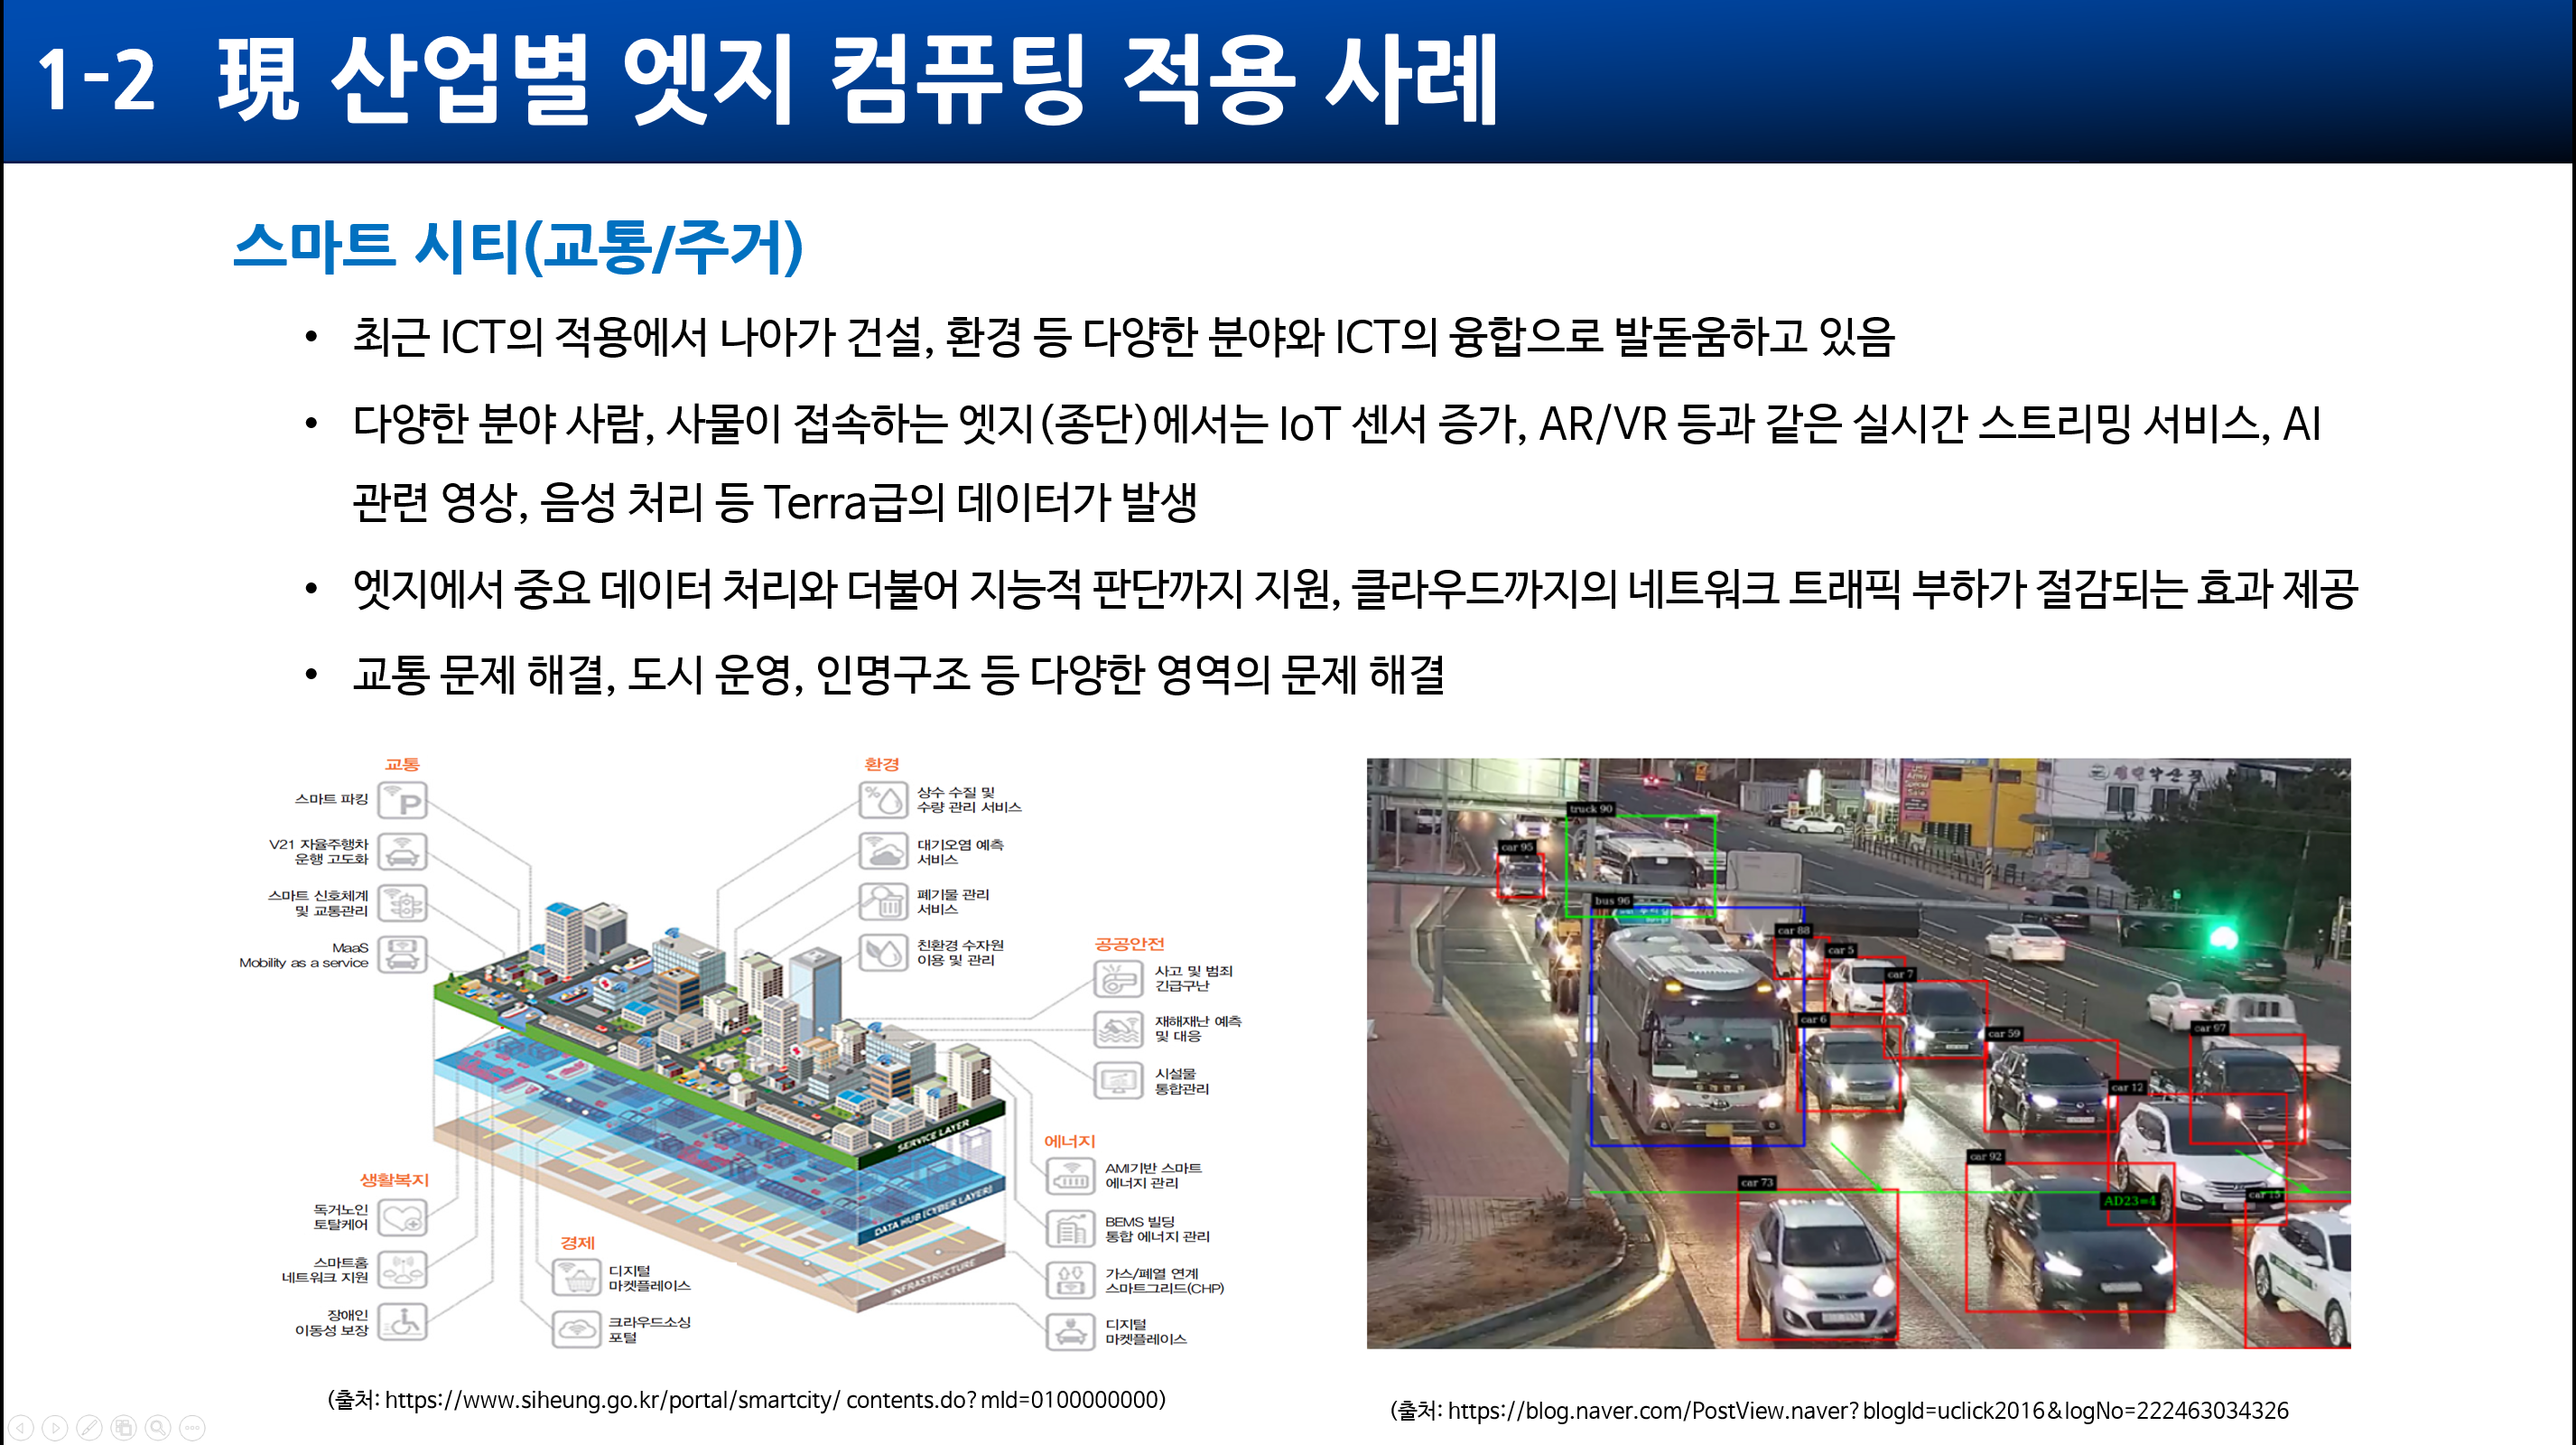 1-2 現 산업별 엣지 컴퓨팅 적용 사례
스마트 시티(교통/주거)
• 최근 ICT의 적용에서 나아가 건설, 환경 등 다양한 분야와 ICT의 융합으로 발돋움하고 있음
• 다양한 분야 사람, 사물이 접속하는 엣지(종단)에서는 IoT 센서 증가, AR/VR 등과 같은 실시간 스트리밍 서비스, AI
관련 영상, 음성 처리 등 Terra급의 데이터가 발생
• 엣지에서 중요 데이터 처리와 더불어 지능적 판단까지 지원, 클라우드까지의 네트워크 트래픽 부하가 절감되는 효과 제공
• 교통 문제 해결, 도시 운영, 인명구조 등 다양한 영역의 문제 해결
교통
스마트 파킹
P
V21 자율주행차
운행 고도화
스마트 신호체계
및 교통관리
MaaS
Mobility as a service
환경
상수 수질 및
수량 관리 서비스
대기오염 예측
서비스
폐기물 관리
서비스
친환경 수자원
이용 및 관리
공공안전
사고 및 범죄
긴급구난
재해재난 예측
및 대응
시설물
통합관리
SERVICE LAYER
DATA HUB (CYBER LAYER)
INFRASTRUCTURE
에너지
AMI기반 스마트
에너지 관리
BEMS 빌딩
통합 에너지 관리
가스/폐열 연계
스마트그리드(CHP)
디지털
마켓플레이스
생활복지
독거노인
토탈케어
스마트홈
네트워크 지원
장애인
이동성 보장
경제
디지털
마켓플레이스
크라우드소싱
포털
truck 90
car 95
bus 96
car 88
car 5
car 7
car 6
car 59
car 97
car 12
car 92
car 73
AD23=4
car 15
(출처: https://www.siheung.go.kr/portal/smartcity/ contents.do? mId=0100000000)
(출처: https://blog.naver.com/PostView.naver? blogId=uclick2016&logNo=222463034326